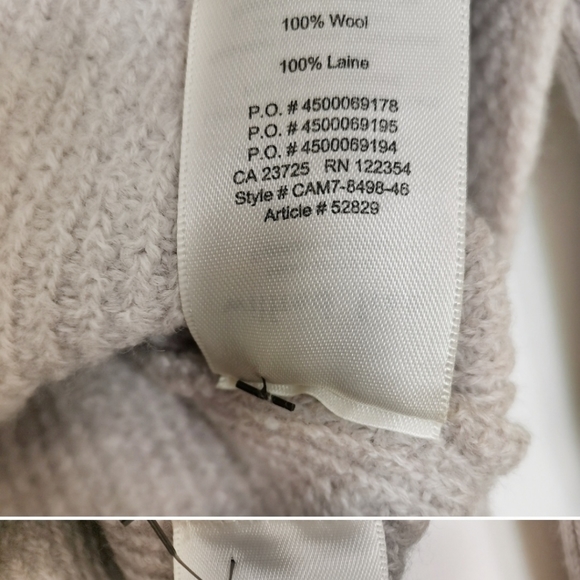 100% Wool
100% Laine
P.O. # 4500069178
P.O. # 4500069195
P.O. # 4500069194
CA 23725 RN 122354
Style # CAM7-8498-46
Article # 52829